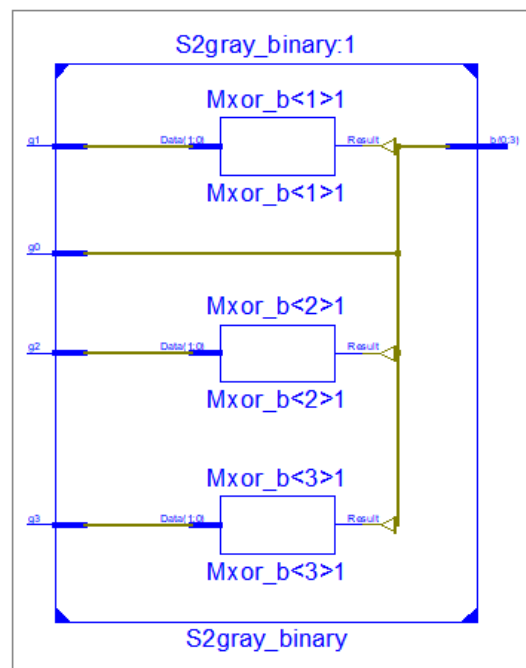 S2gray_binary:1
Mxor_b<1>1
g1
Data(1:0)
Result
b(0:3)
Mxor_b<1>1
g0
Mxor_b<2>1
g2
Data(1:0)
Result
Mxor_b<2>1
Mxor_b<3>1
g3
Data(1:0)
Result
Mxor_b<3>1
S2gray_binary